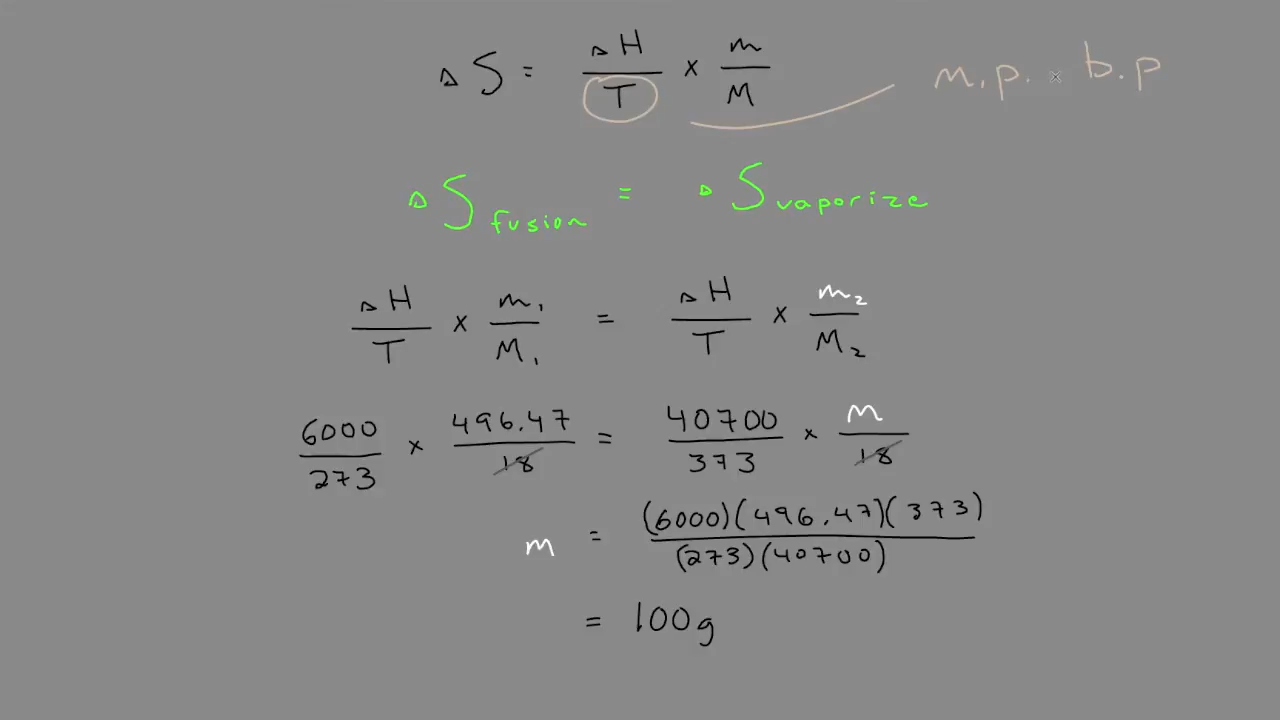 ΔS = ΔH/T × m/M m.p. b.p
ΔS fusion = ΔS vaporize
ΔH/T × m₁/M₁ = ΔH/T × m₂/M₂
6000/273 × 496.47/18 = 40700/373 × m/18
m = (6000)(496.47)(373)/(273)(40700)
= 100g